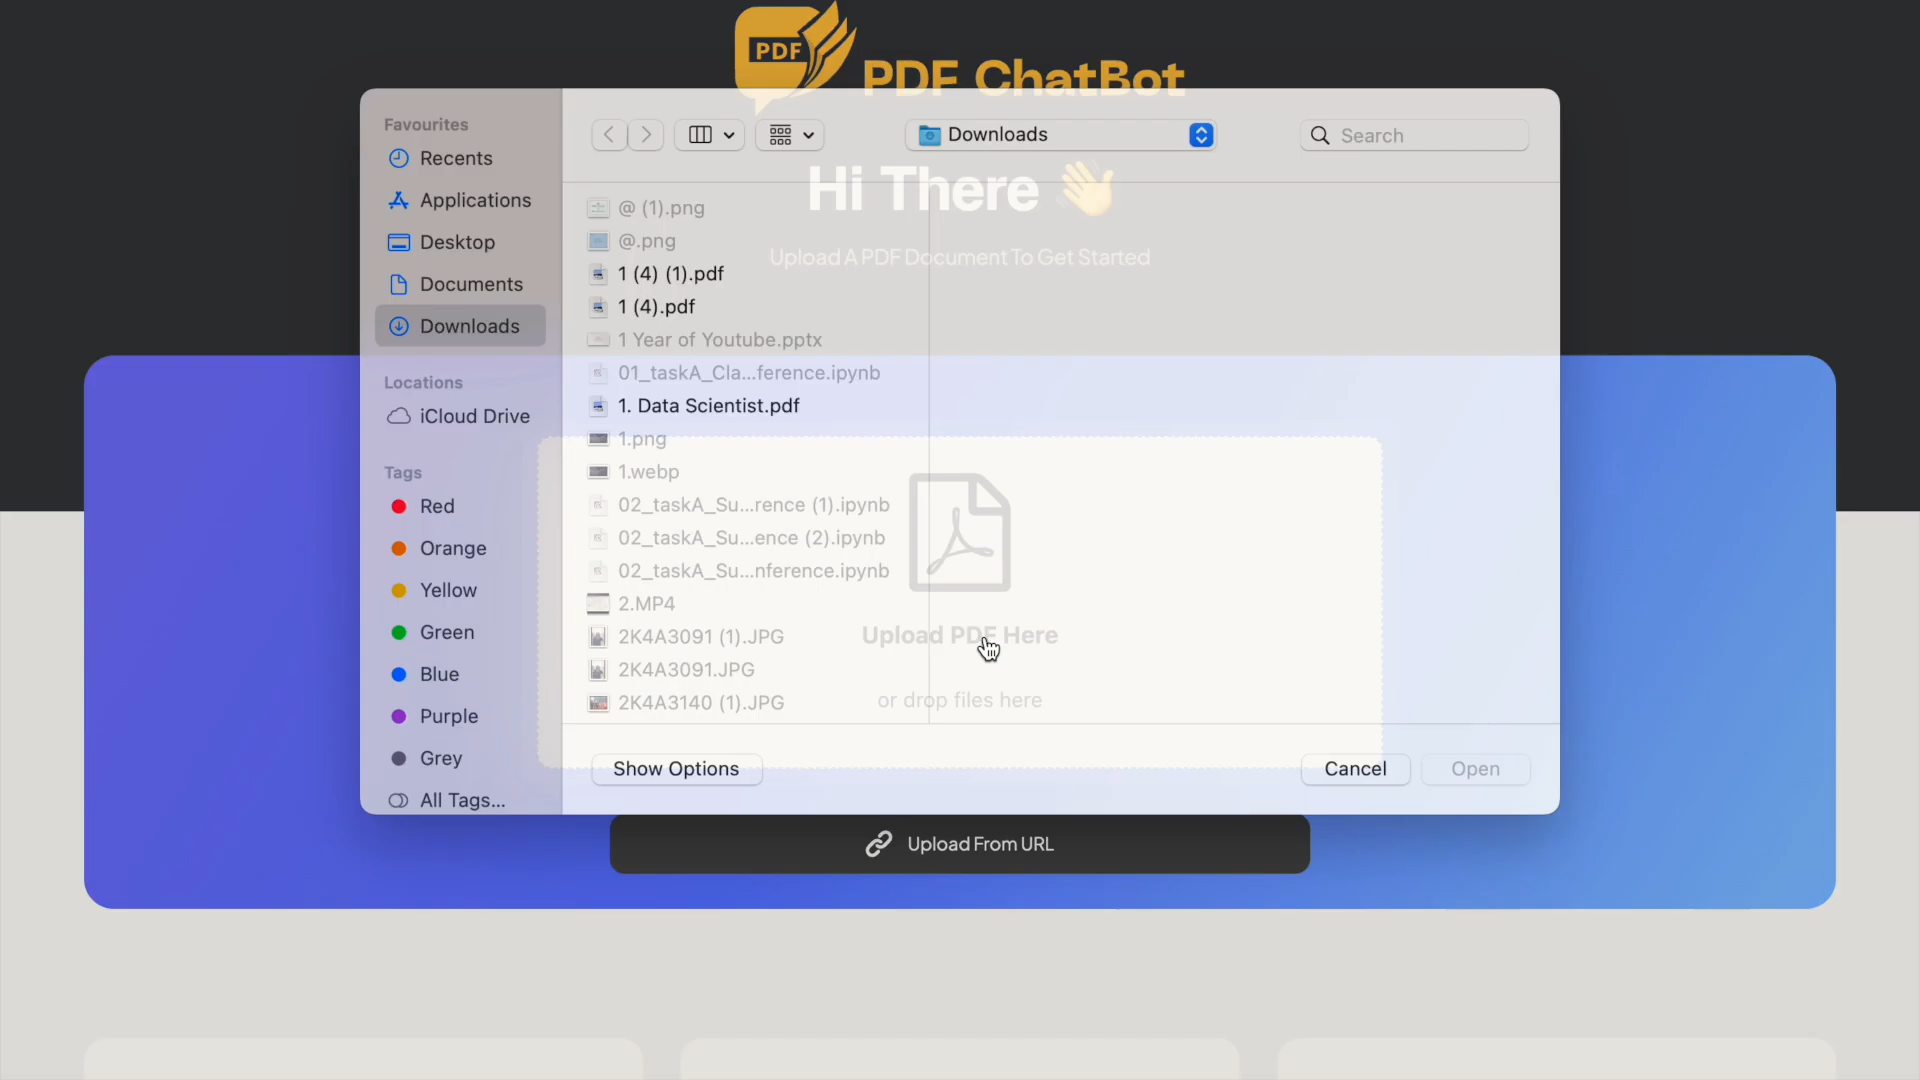 PDF
PDF ChatBot
Favourites
Recents
Applications
Desktop
Documents
Downloads
Locations
iCloud Drive
Tags
Red
Orange
Yellow
Green
Blue
Purple
Grey
All Tags...
Downloads
Search
Hi There 👋
Upload A PDF Document To Get Started
@ (1).png
@.png
1 (4) (1).pdf
1 (4).pdf
1 Year of Youtube.pptx
01_taskA_Cla...ference.ipynb
1. Data Scientist.pdf
1.png
1.webp
02_taskA_Su...rence (1).ipynb
02_taskA_Su...ence (2).ipynb
02_taskA_Su...nference.ipynb
2.MP4
2K4A3091 (1).JPG
2K4A3091.JPG
2K4A3140 (1).JPG
Upload PDF Here
or drop files here
Show Options
Cancel
Open
Upload From URL